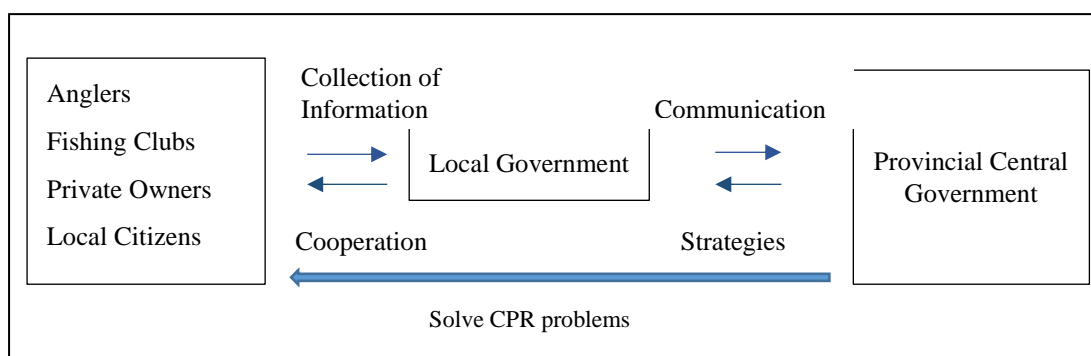 Anglers
Fishing Clubs
Private Owners
Local Citizens
Collection of
Information
Cooperation
Local Government
Communication
Strategies
Provincial Central
Government
Solve CPR problems